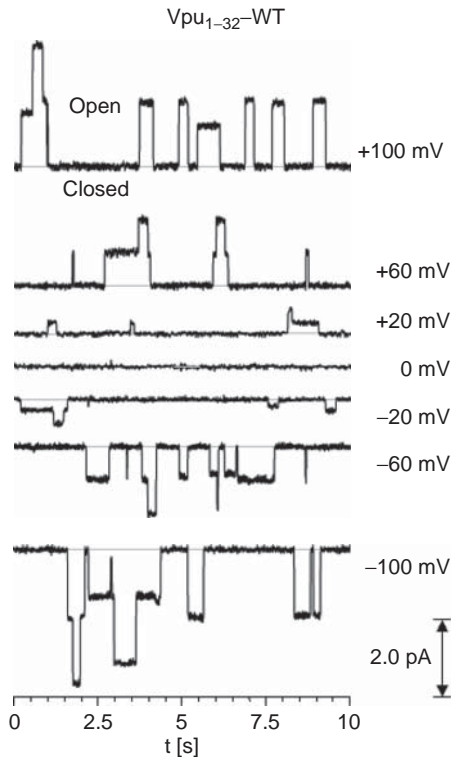 Vpu1–32–WT
Open
+100 mV
Closed
+60 mV
+20 mV
0 mV
−20 mV
−60 mV
−100 mV
2.0 pA
0 2.5 5 7.5 10
t [s]